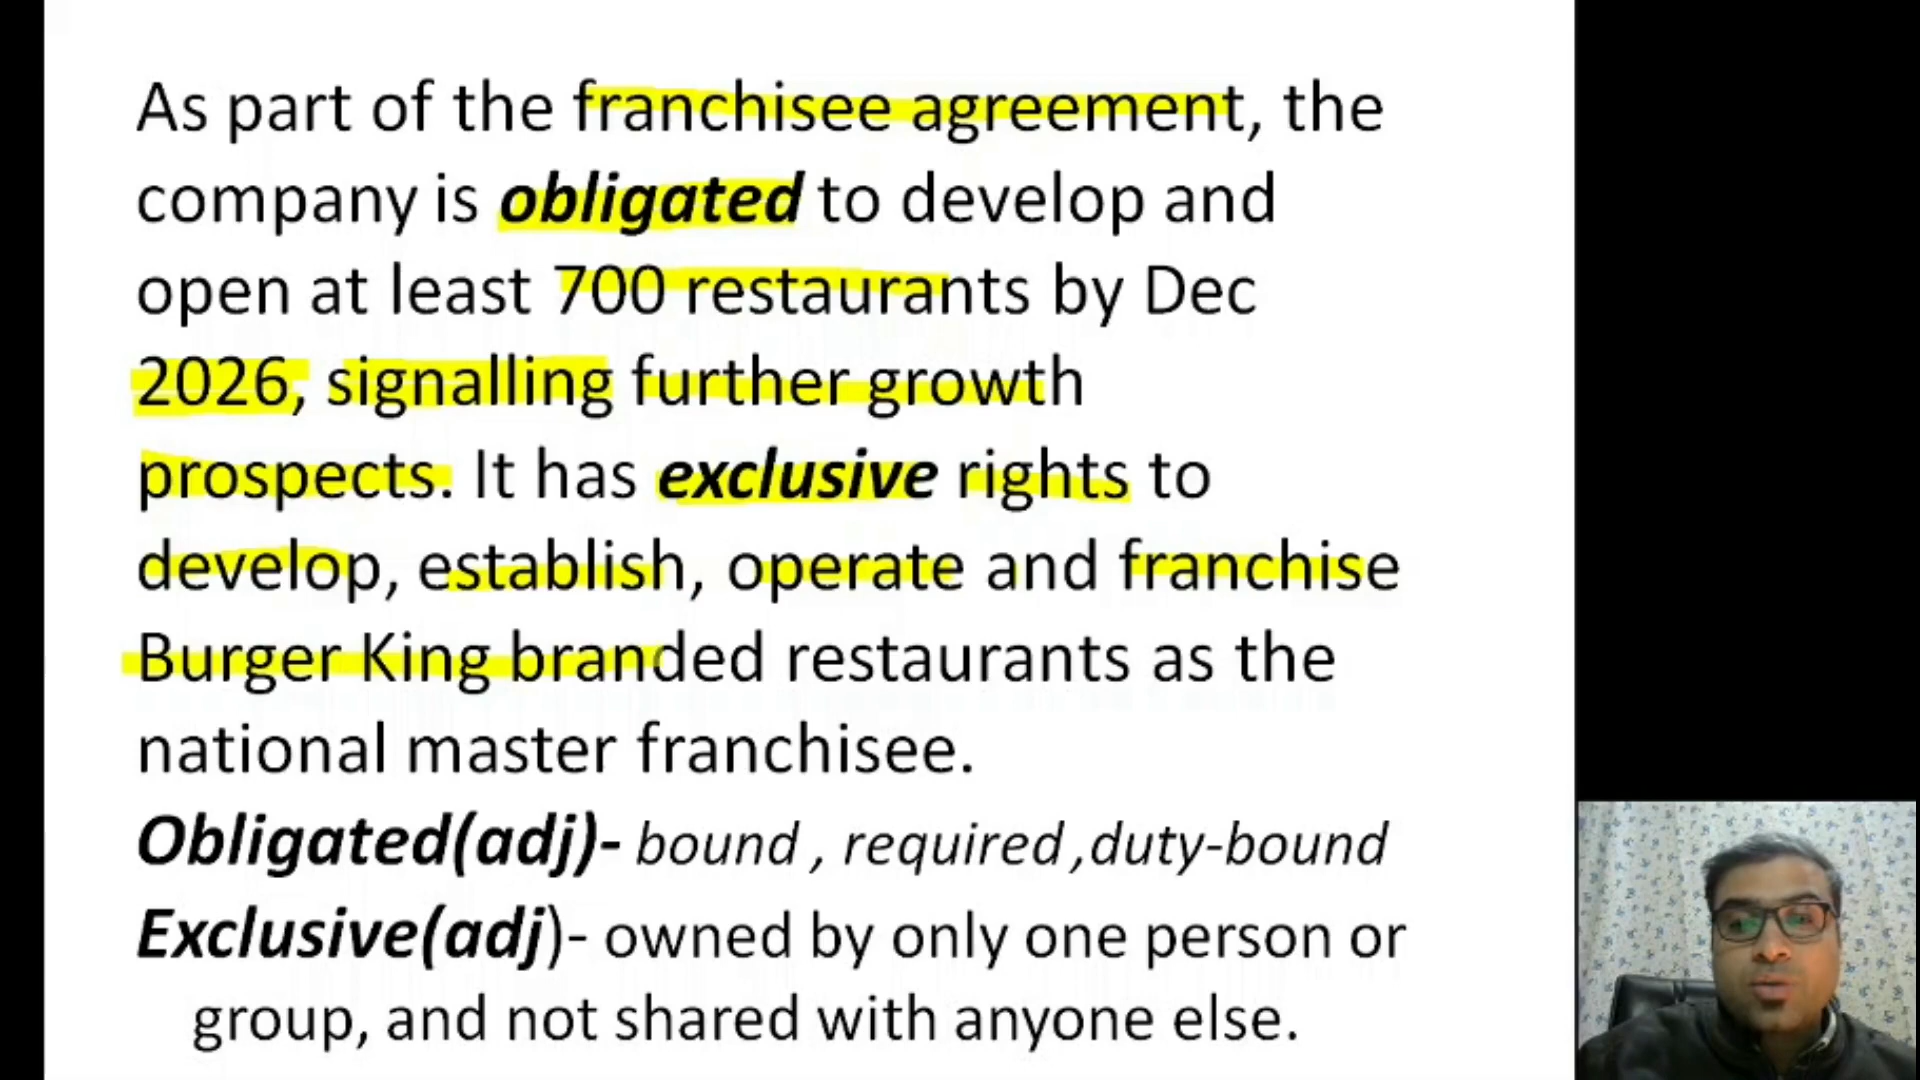 As part of the franchisee agreement, the
company is obligated to develop and
open at least 700 restaurants by Dec
2026, signalling further growth
prospects. It has exclusive rights to
develop, establish, operate and franchise
Burger King branded restaurants as the
national master franchisee.
Obligated(adj)- bound , required ,duty-bound
Exclusive(adj)- owned by only one person or
group, and not shared with anyone else.